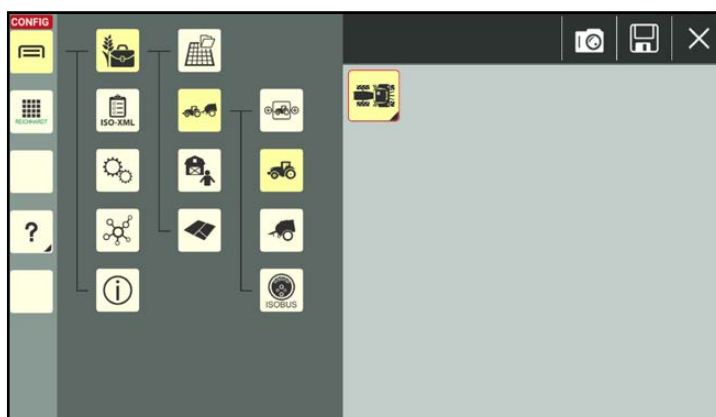 CONFIG
REICHHARDT
ISO-XML
?
i
ISOBUS